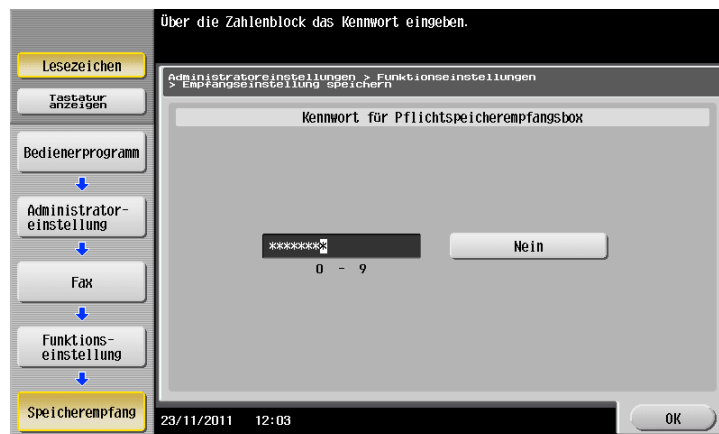 Über die Zahlenblock das Kennwort eingeben.
Lesezeichen
Tastatur
anzeigen
Bedienerprogramm
Administrator-
einstellung
Fax
Funktions-
einstellung
Speicherempfang
Administratoreinstellungen > Funktionseinstellungen
> Empfangseinstellung speichern
Kennwort für Pflichtspeicherempfangsbox
********
0 - 9
Nein
23/11/2011 12:03
OK